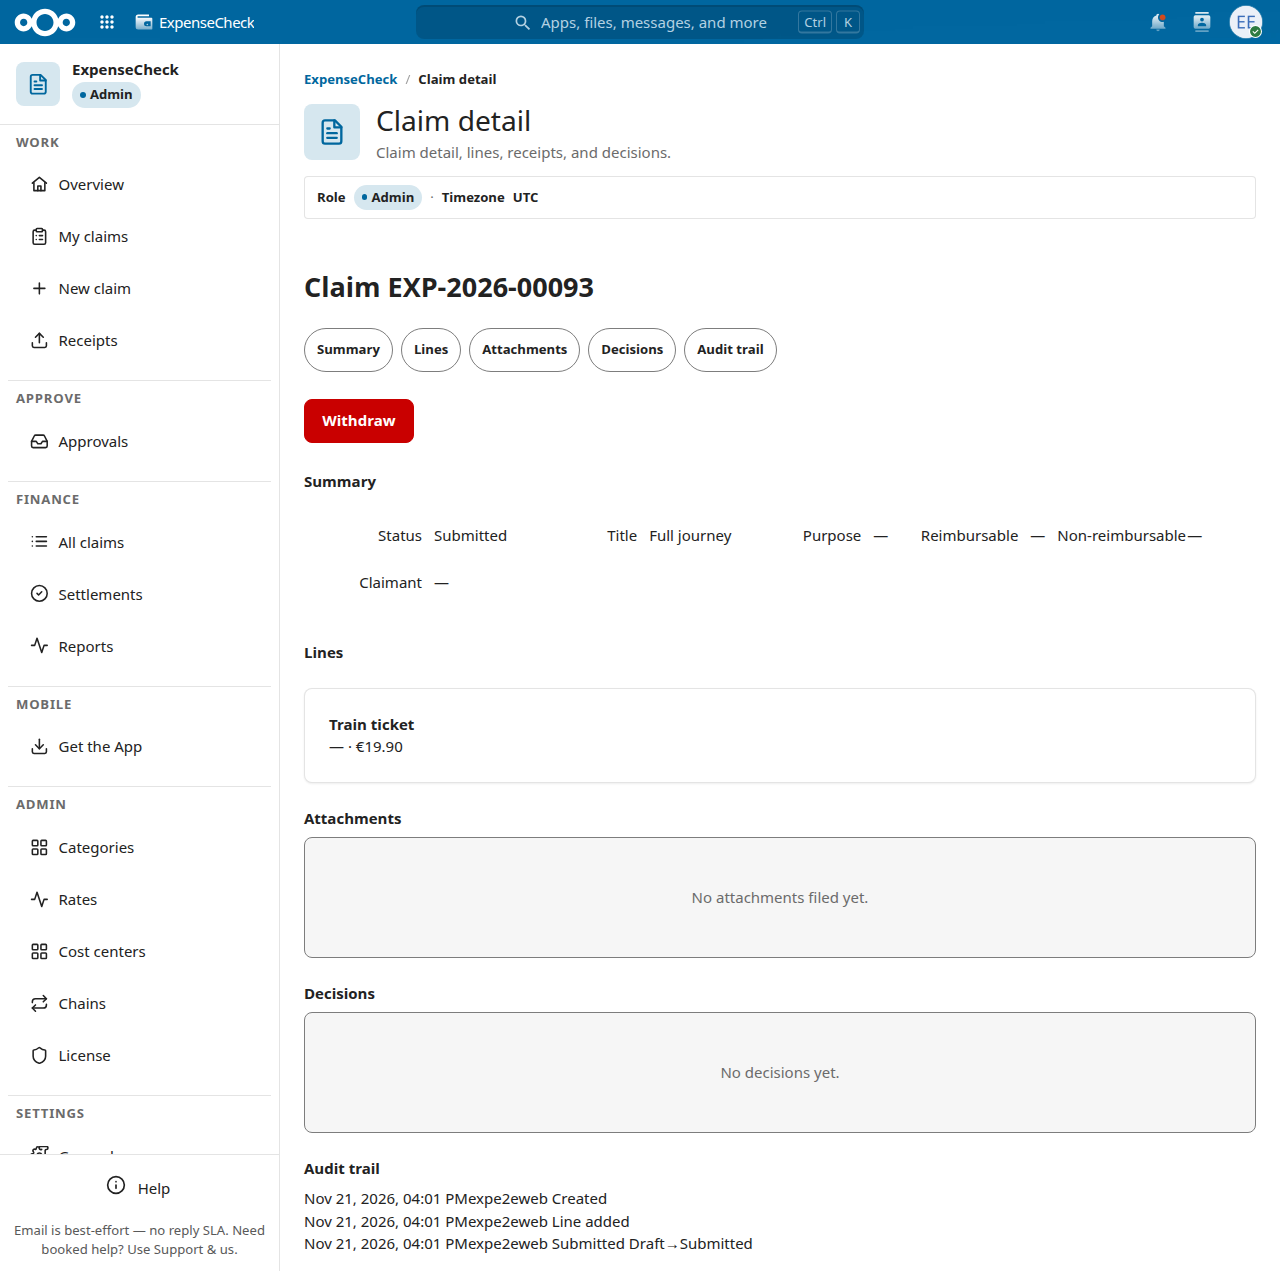 ExpenseCheck
Apps, files, messages, and more
Ctrl K
EF
ExpenseCheck
Admin
WORK
Overview
My claims
New claim
Receipts
APPROVE
Approvals
FINANCE
All claims
Settlements
Reports
MOBILE
Get the App
ADMIN
Categories
Rates
Cost centers
Chains
License
SETTINGS
Help
Email is best-effort — no reply SLA. Need
booked help? Use Support & us.
ExpenseCheck / Claim detail
Claim detail
Claim detail, lines, receipts, and decisions.
Role Admin · Timezone UTC
Claim EXP-2026-00093
Summary Lines Attachments Decisions Audit trail
Withdraw
Summary
Status Submitted Title Full journey Purpose — Reimbursable — Non-reimbursable —
Claimant —
Lines
Train ticket
— · €19.90
Attachments
No attachments filed yet.
Decisions
No decisions yet.
Audit trail
Nov 21, 2026, 04:01 PMexpe2eweb Created
Nov 21, 2026, 04:01 PMexpe2eweb Line added
Nov 21, 2026, 04:01 PMexpe2eweb Submitted Draft→Submitted